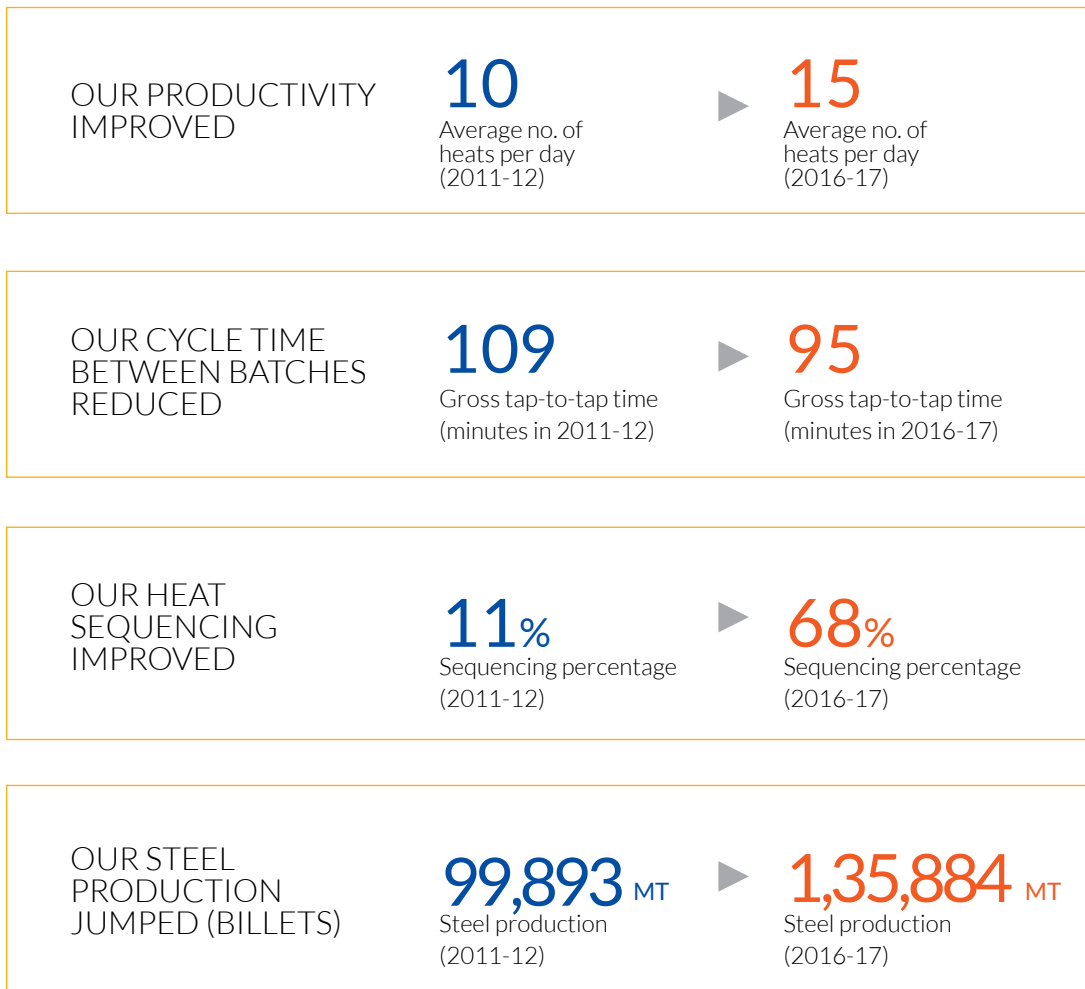 OUR PRODUCTIVITY
IMPROVED
10
Average no. of
heats per day
(2011-12)
15
Average no. of
heats per day
(2016-17)
OUR CYCLE TIME
BETWEEN BATCHES
REDUCED
109
Gross tap-to-tap time
(minutes in 2011-12)
95
Gross tap-to-tap time
(minutes in 2016-17)
OUR HEAT
SEQUENCING
IMPROVED
11%
Sequencing percentage
(2011-12)
68%
Sequencing percentage
(2016-17)
OUR STEEL
PRODUCTION
JUMPED (BILLETS)
99,893 MT
Steel production
(2011-12)
1,35,884 MT
Steel production
(2016-17)